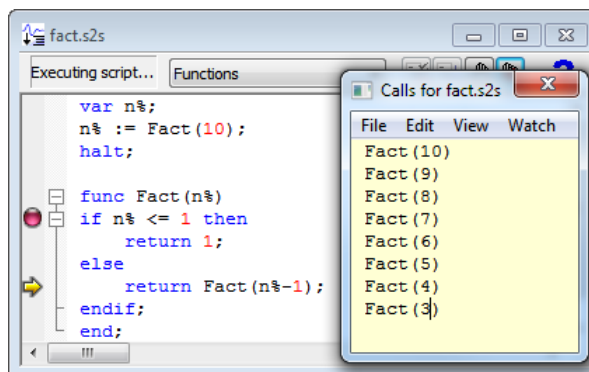 fact.s2s
Executing script...
Functions
var n%;
n% := Fact(10);
halt;
func Fact(n%)
if n% <= 1 then
return 1;
else
return Fact(n%-1);
endif;
end;
Calls for fact.s2s
File Edit View Watch
Fact(10)
Fact(9)
Fact(8)
Fact(7)
Fact(6)
Fact(5)
Fact(4)
Fact(3)